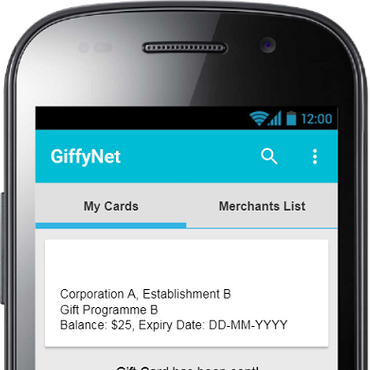 12:00
GiffyNet
My Cards
Merchants List
Corporation A, Establishment B
Gift Programme B
Balance: $25, Expiry Date: DD-MM-YYYY
Gift Card has been sent!